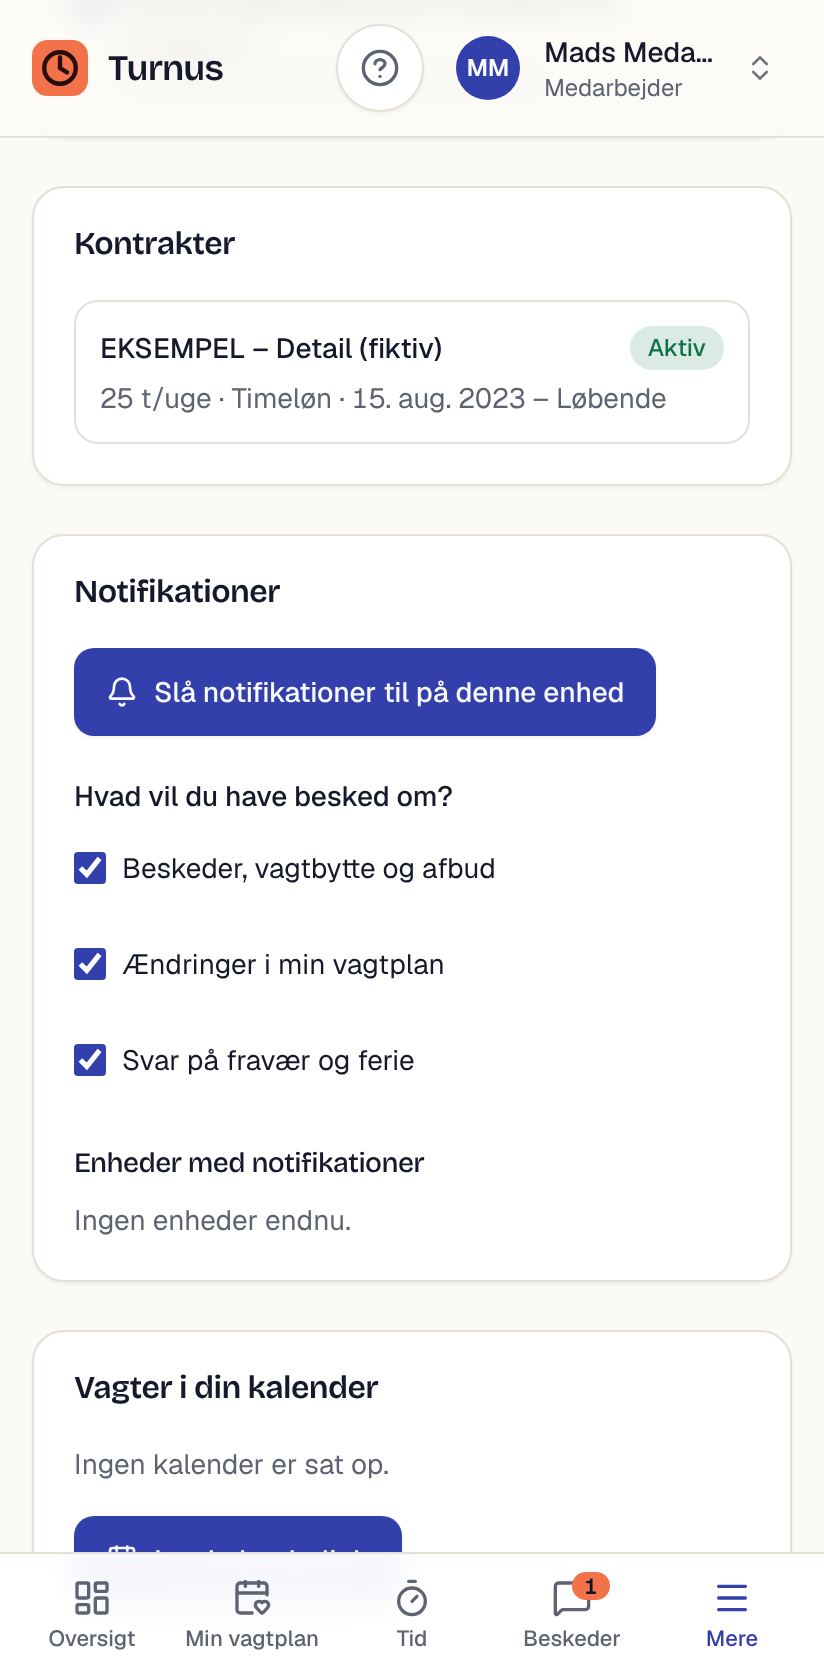 Turnus
MM
Mads Meda...
Medarbejder
Kontrakter
EKSEMPEL – Detail (fiktiv)
Aktiv
25 t/uge · Timeløn · 15. aug. 2023 – Løbende
Notifikationer
Slå notifikationer til på denne enhed
Hvad vil du have besked om?
Beskeder, vagtbytte og afbud
Ændringer i min vagtplan
Svar på fravær og ferie
Enheder med notifikationer
Ingen enheder endnu.
Vagter i din kalender
Ingen kalender er sat op.
1
Oversigt
Min vagtplan
Tid
Beskeder
Mere